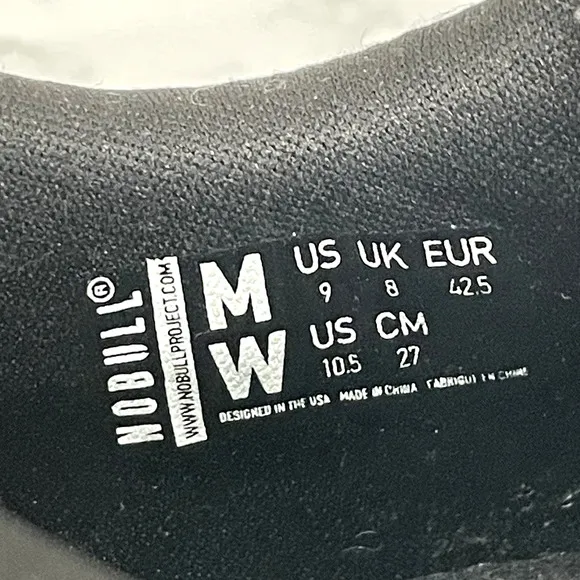 NOBULL®
WWW.NOBULLPROJECT.COM
M
US UK EUR
9 8 42.5
W
US CM
10.5 27
DESIGNED IN THE USA MADE IN CHINA FABRIQUÉ EN CHINE